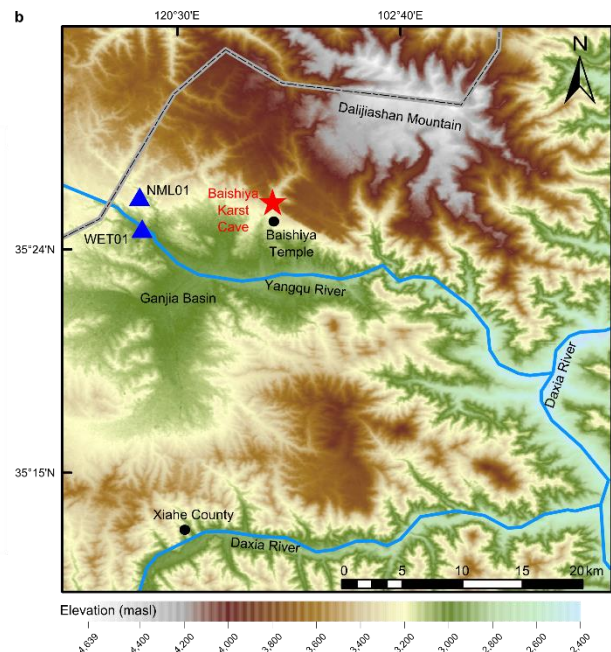 b
120°30'E
102°40'E
N
Dalijiashan Mountain
NML01
Baishiya
Karst
Cave
WET01
Baishiya
Temple
35°24'N
Yangqu River
Ganjia Basin
Daxia River
35°15'N
Xiahe County
Daxia River
0 5 10 15 20 km
Elevation (masl)
4,639 4,400 4,200 4,000 3,800 3,600 3,400 3,200 3,000 2,800 2,600 2,400